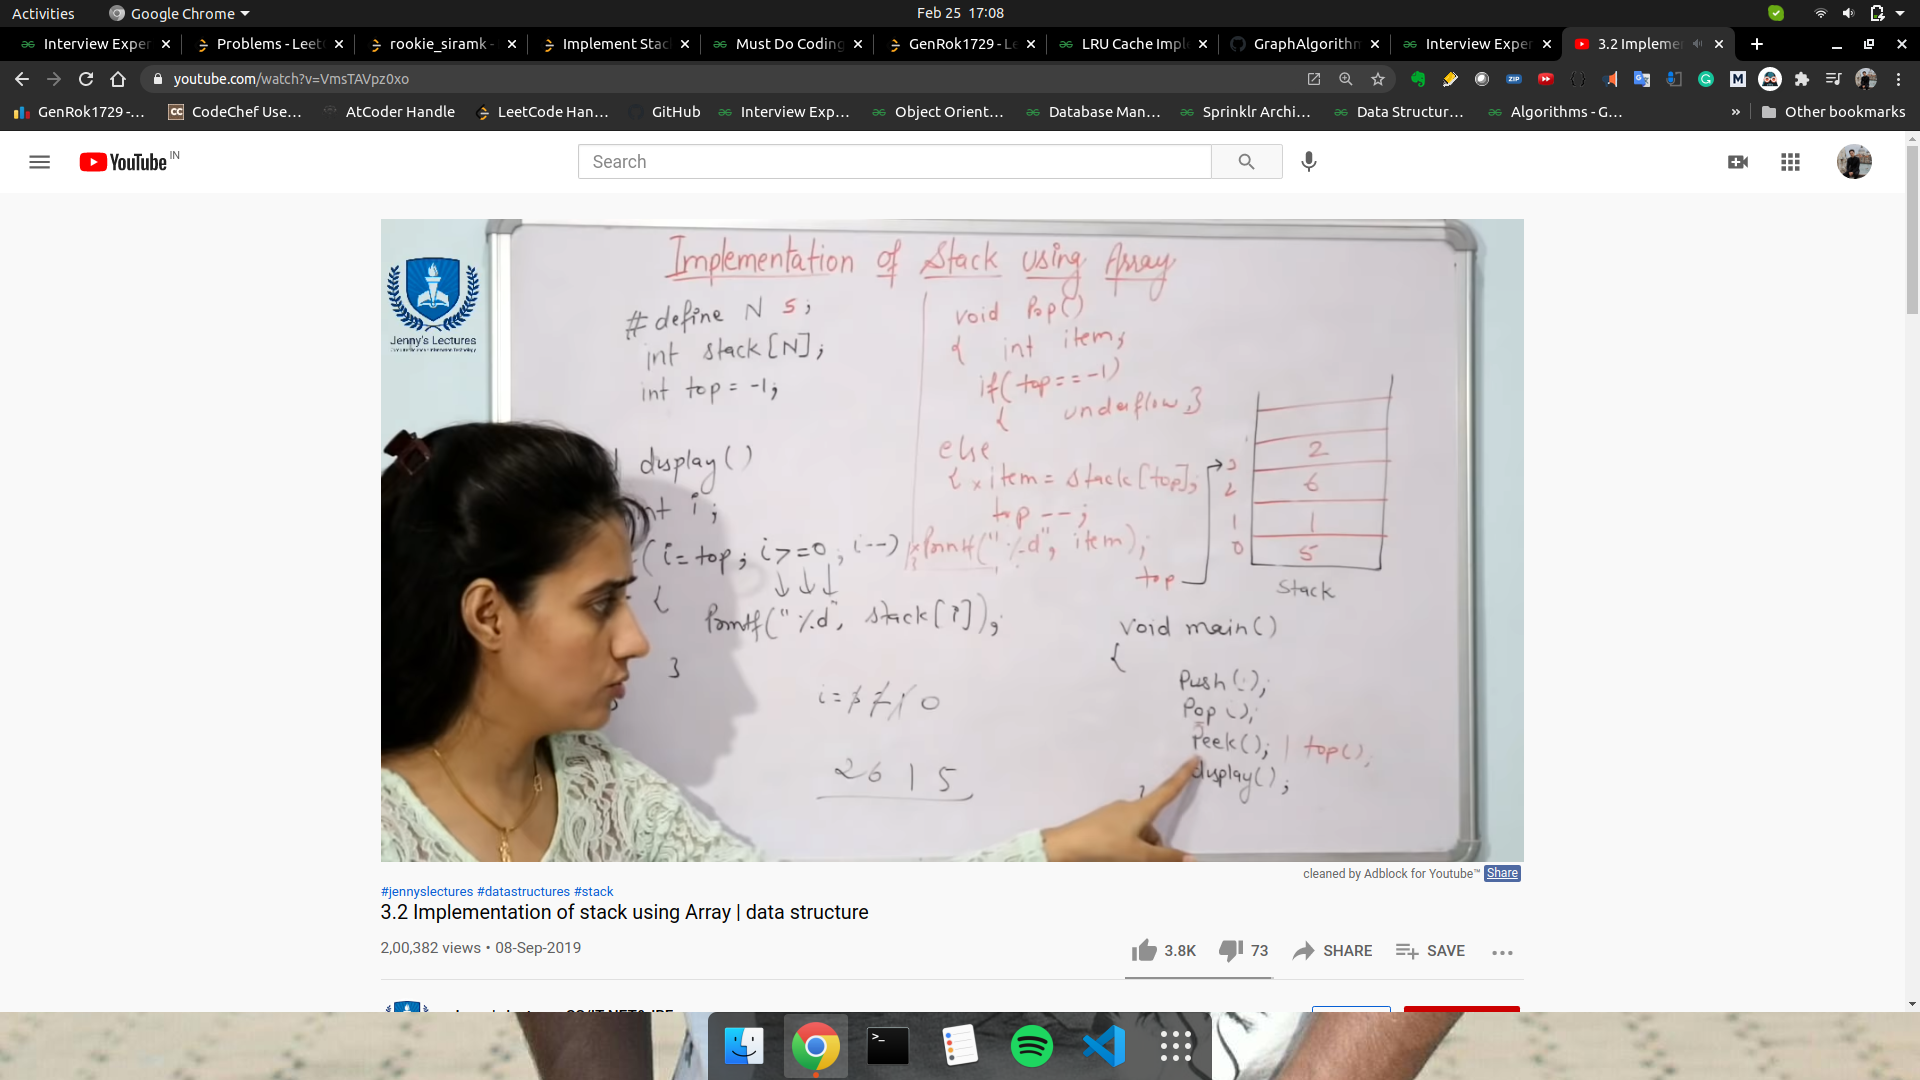 Activities
Google Chrome
Feb 25 17:08
Interview Exper
Problems - Leet
rookie_siramk -
Implement Stac
Must Do Coding
GenRok1729 - Le
LRU Cache Impl
GraphAlgorithm
Interview Exper
3.2 Implemen
youtube.com/watch?v=VmsTAVpz0xo
GenRok1729 -...
CodeChef Use...
AtCoder Handle
LeetCode Han...
GitHub
Interview Exp...
Object Orient...
Database Man...
Sprinklr Archi...
Data Structur...
Algorithms - G...
»
Other bookmarks
YouTube IN
Search
Jenny's Lectures
Implementation of Stack using Array
# define N 5;
int stack[N];
int top = -1;
display()
int i;
(i=top; i>=0; i--)
{
Printf("%d", stack[i]);
}
i=
0
2 6 1 5
void Pop()
{ int item;
if(top==-1)
{ underflow }
else
{ item = stack[top];
top--;
Printf("%d", item);
top
3
2
1
0
2
6
1
5
Stack
void main()
{
Push();
Pop();
Peek(); | top();
display();
}
cleaned by Adblock for Youtube™ Share
#jennyslectures #datastructures #stack
3.2 Implementation of stack using Array | data structure
2,00,382 views • 08-Sep-2019
3.8K
73
SHARE
SAVE